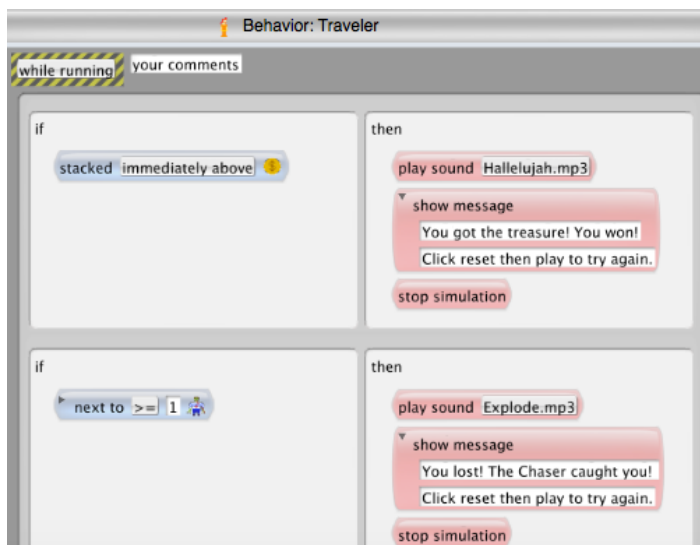 Behavior: Traveler
while running your comments
if
stacked immediately above
then
play sound Hallelujah.mp3
show message
You got the treasure! You won!
Click reset then play to try again.
stop simulation
if
next to >= 1
then
play sound Explode.mp3
show message
You lost! The Chaser caught you!
Click reset then play to try again.
stop simulation